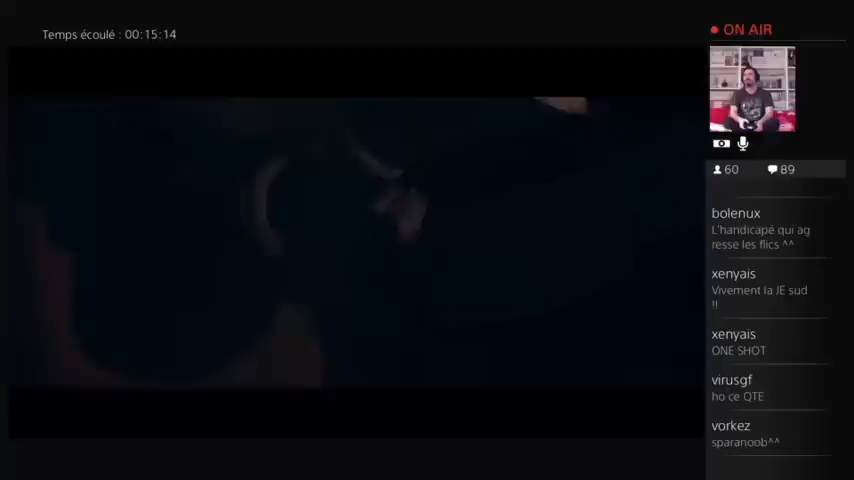 Temps écoulé : 00:15:14
ON AIR
60 89
bolenux
L'handicapé qui ag
resse les flics ^^
xenyais
Vivement la JE sud
!!
xenyais
ONE SHOT
virusgf
ho ce QTE
vorkez
sparanoob^^